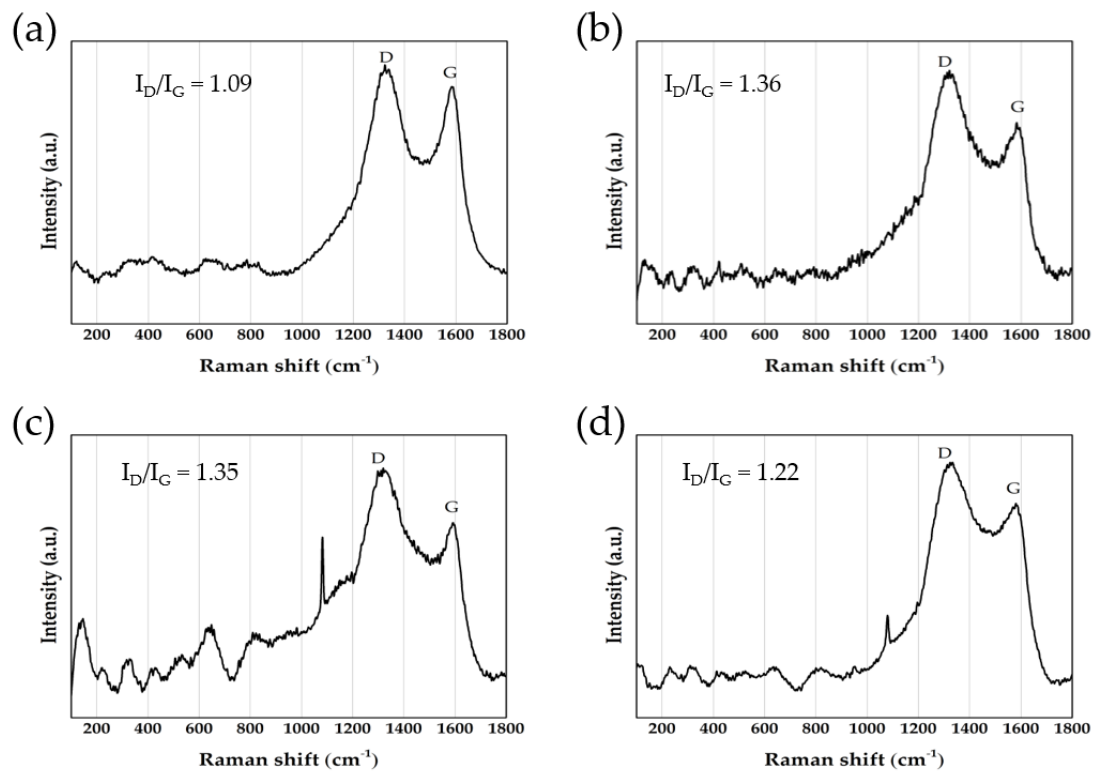 (a)
I_D/I_G = 1.09
D
G
Intensity (a.u.)
200 400 600 800 1000 1200 1400 1600 1800
Raman shift (cm⁻¹)
(b)
I_D/I_G = 1.36
D
G
Intensity (a.u.)
200 400 600 800 1000 1200 1400 1600 1800
Raman shift (cm⁻¹)
(c)
I_D/I_G = 1.35
D
G
Intensity (a.u.)
200 400 600 800 1000 1200 1400 1600 1800
Raman shift (cm⁻¹)
(d)
I_D/I_G = 1.22
D
G
Intensity (a.u.)
200 400 600 800 1000 1200 1400 1600 1800
Raman shift (cm⁻¹)